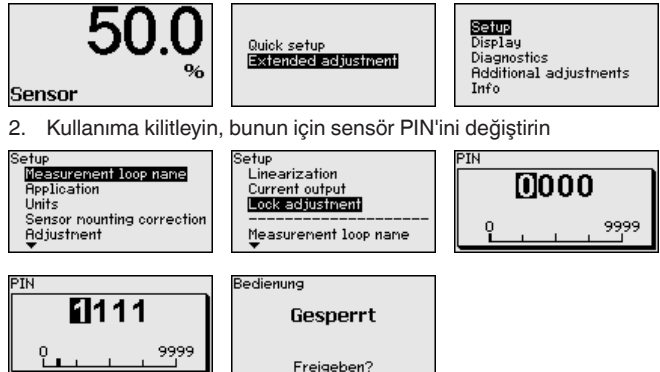 50.0
%
Sensor
Quick setup
Extended adjustment
Setup
Display
Diagnostics
Additional adjustments
Info
2. Kullanıma kilitleyin, bunun için sensör PIN'ini değiştirin
Setup
Measurement loop name
Application
Units
Sensor mounting correction
Adjustment
Setup
Linearization
Current output
Lock adjustment
Measurement loop name
PIN
0000
0 9999
PIN
1111
0 9999
Bedienung
Gesperrt
Freigeben?